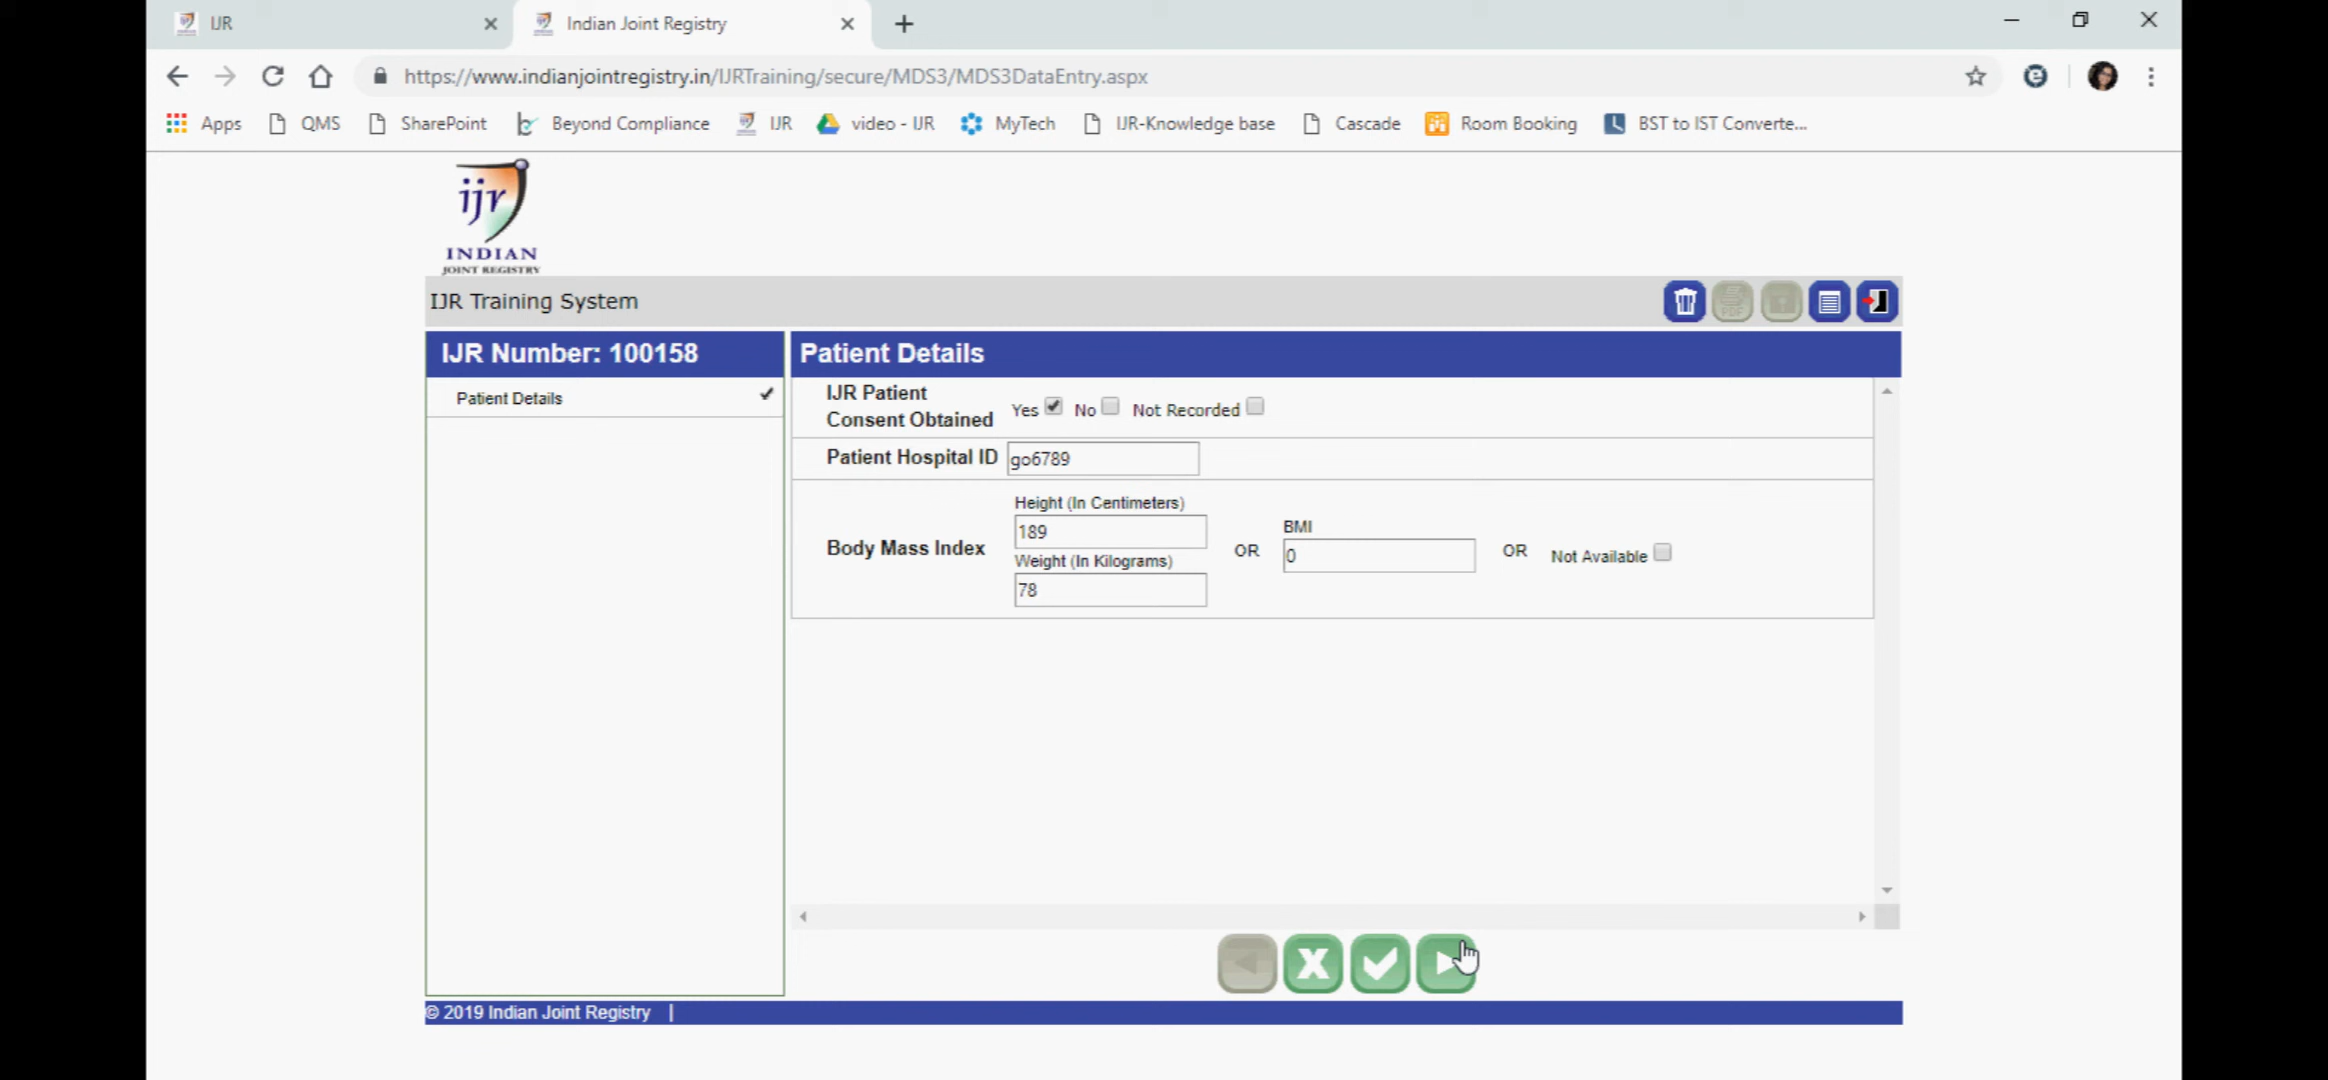 IJR
Indian Joint Registry
https://www.indianjointregistry.in/IJRTraining/secure/MDS3/MDS3DataEntry.aspx
Apps QMS SharePoint Beyond Compliance IJR video - IJR MyTech IJR-Knowledge base Cascade Room Booking BST to IST Converte...
ijr
INDIAN
JOINT REGISTRY
IJR Training System
PDF
IJR Number: 100158
Patient Details
Patient Details
IJR Patient
Consent Obtained
Yes No Not Recorded
Patient Hospital ID
go6789
Body Mass Index
Height (In Centimeters)
189
Weight (In Kilograms)
78
OR
BMI
0
OR
Not Available
X
© 2019 Indian Joint Registry |